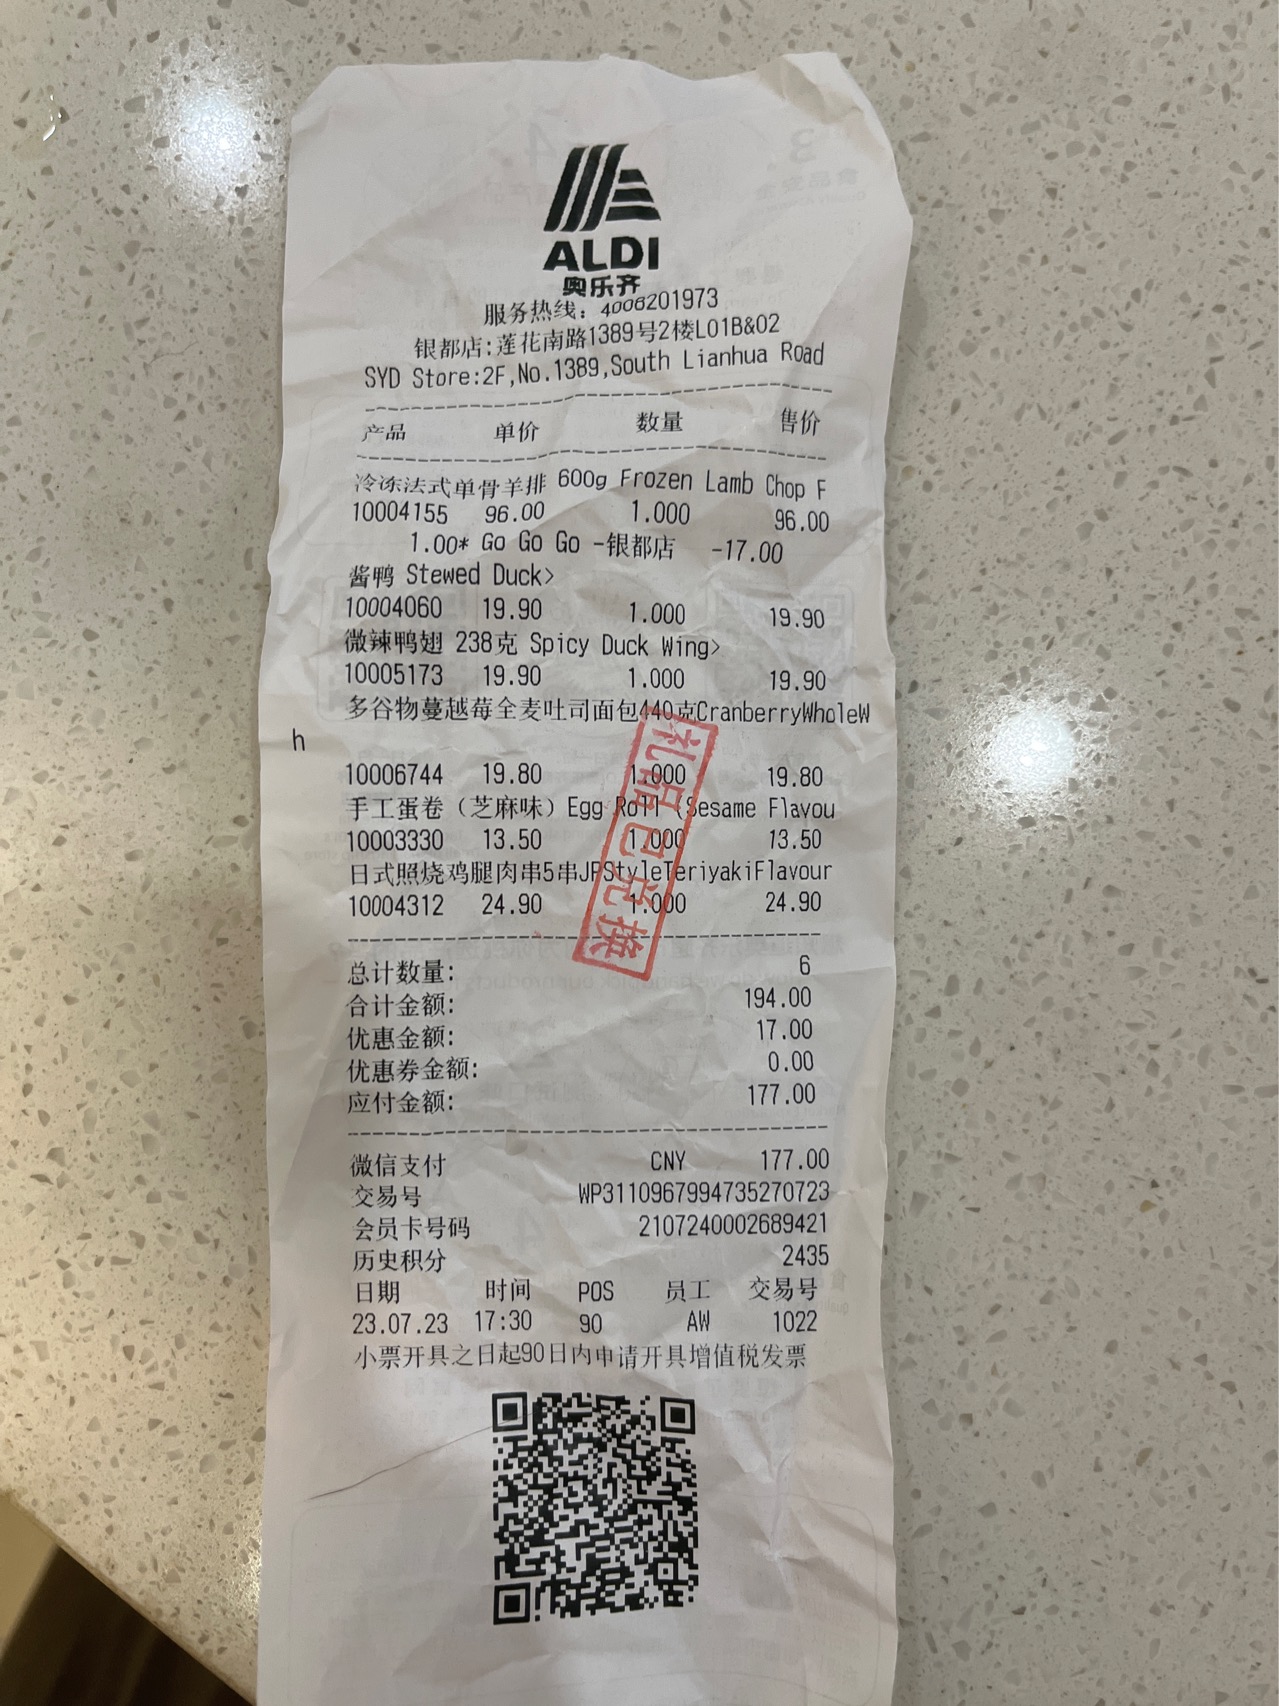 ALDI
奥乐齐
服务热线：4006201973
银都店:莲花南路1389号2楼L01B&02
SYD Store:2F,No.1389,South Lianhua Road
产品 单价 数量 售价
冷冻法式单骨羊排 600g Frozen Lamb Chop F
10004155 96.00 1.000 96.00
1.00* Go Go Go -银都店 -17.00
酱鸭 Stewed Duck>
10004060 19.90 1.000 19.90
微辣鸭翅 238克 Spicy Duck Wing>
10005173 19.90 1.000 19.90
多谷物蔓越莓全麦吐司面包440克CranberryWholeW
h
10006744 19.80 1.000 19.80
手工蛋卷（芝麻味）Egg Roll (Sesame Flavou
10003330 13.50 1.000 13.50
日式照烧鸡腿肉串5串JPStyleTeriyakiFlavour
10004312 24.90 1.000 24.90
礼品已兑换
总计数量: 6
合计金额: 194.00
优惠金额: 17.00
优惠券金额: 0.00
应付金额: 177.00
微信支付 CNY 177.00
交易号 WP3110967994735270723
会员卡号码 2107240002689421
历史积分 2435
日期 时间 POS 员工 交易号
23.07.23 17:30 90 AW 1022
小票开具之日起90日内申请开具增值税发票